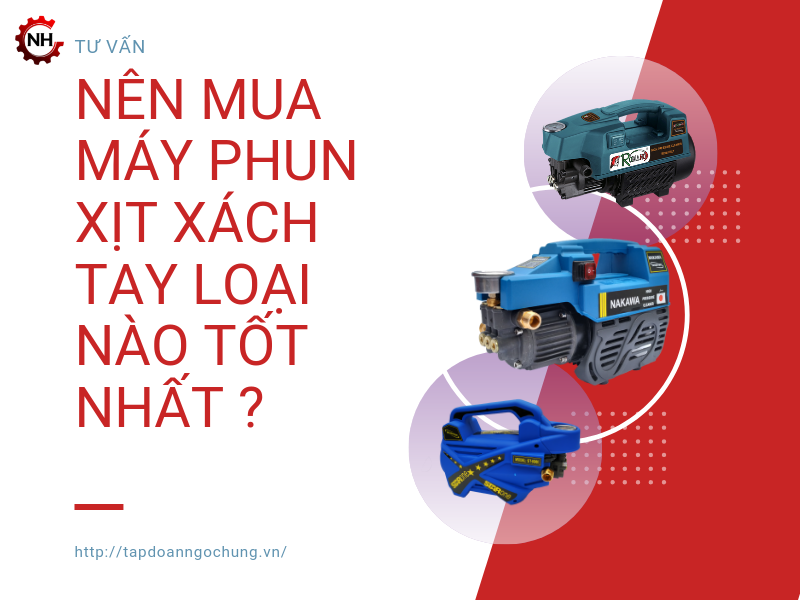 NH
TƯ VẤN
NÊN MUA
MÁY PHUN
XỊT XÁCH
TAY LOẠI
NÀO TỐT
NHẤT ?
NAKAWA
http://tapdoanngochung.vn/